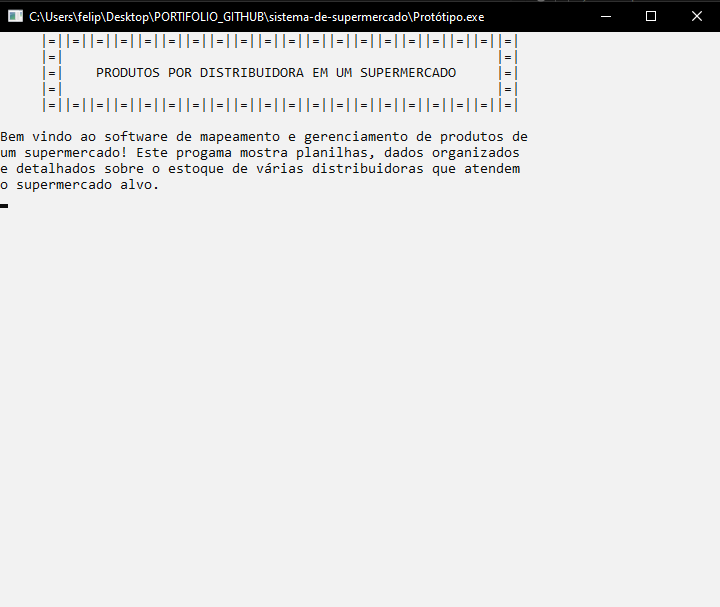 C:\Users\felip\Desktop\PORTIFOLIO_GITHUB\sistema-de-supermercado\Protótipo.exe
|=||=||=||=||=||=||=||=||=||=||=||=||=||=||=||=||=||=||=||=|
|=| |=|
|=| PRODUTOS POR DISTRIBUIDORA EM UM SUPERMERCADO |=|
|=| |=|
|=||=||=||=||=||=||=||=||=||=||=||=||=||=||=||=||=||=||=||=|
Bem vindo ao software de mapeamento e gerenciamento de produtos de
um supermercado! Este progama mostra planilhas, dados organizados
e detalhados sobre o estoque de várias distribuidoras que atendem
o supermercado alvo.